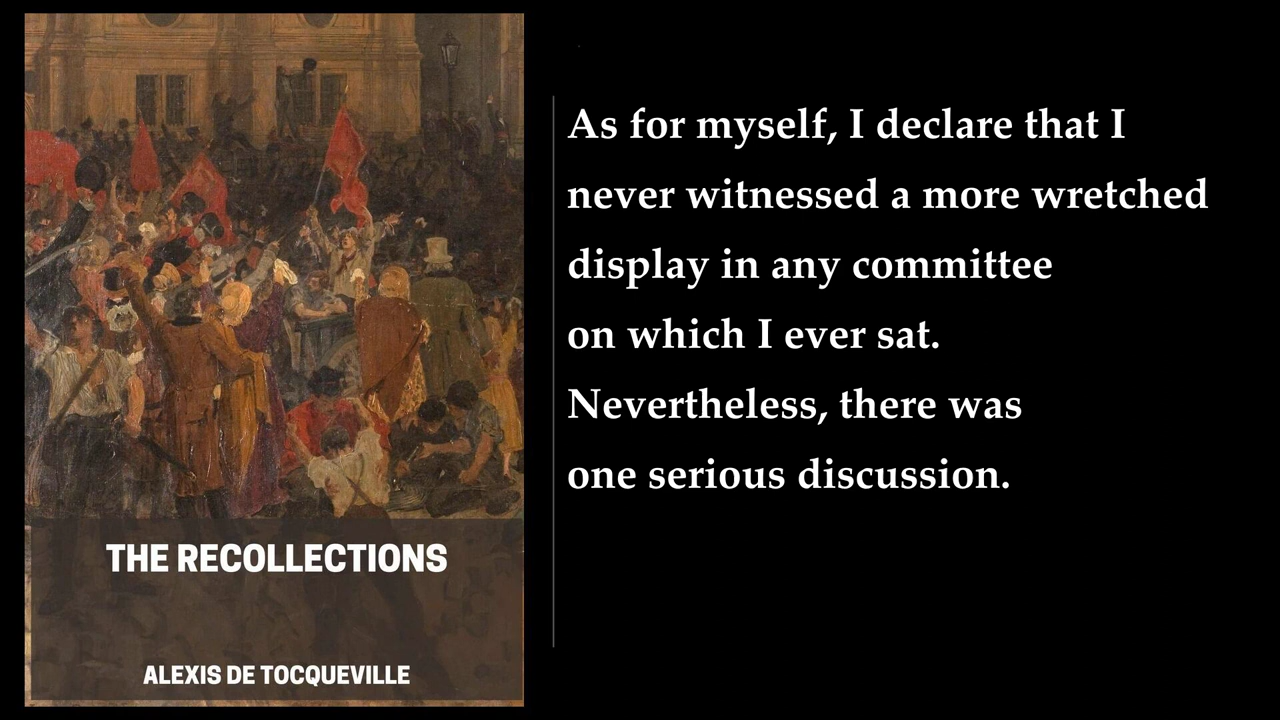 THE RECOLLECTIONS
ALEXIS DE TOCQUEVILLE
As for myself, I declare that I
never witnessed a more wretched
display in any committee
on which I ever sat.
Nevertheless, there was
one serious discussion.